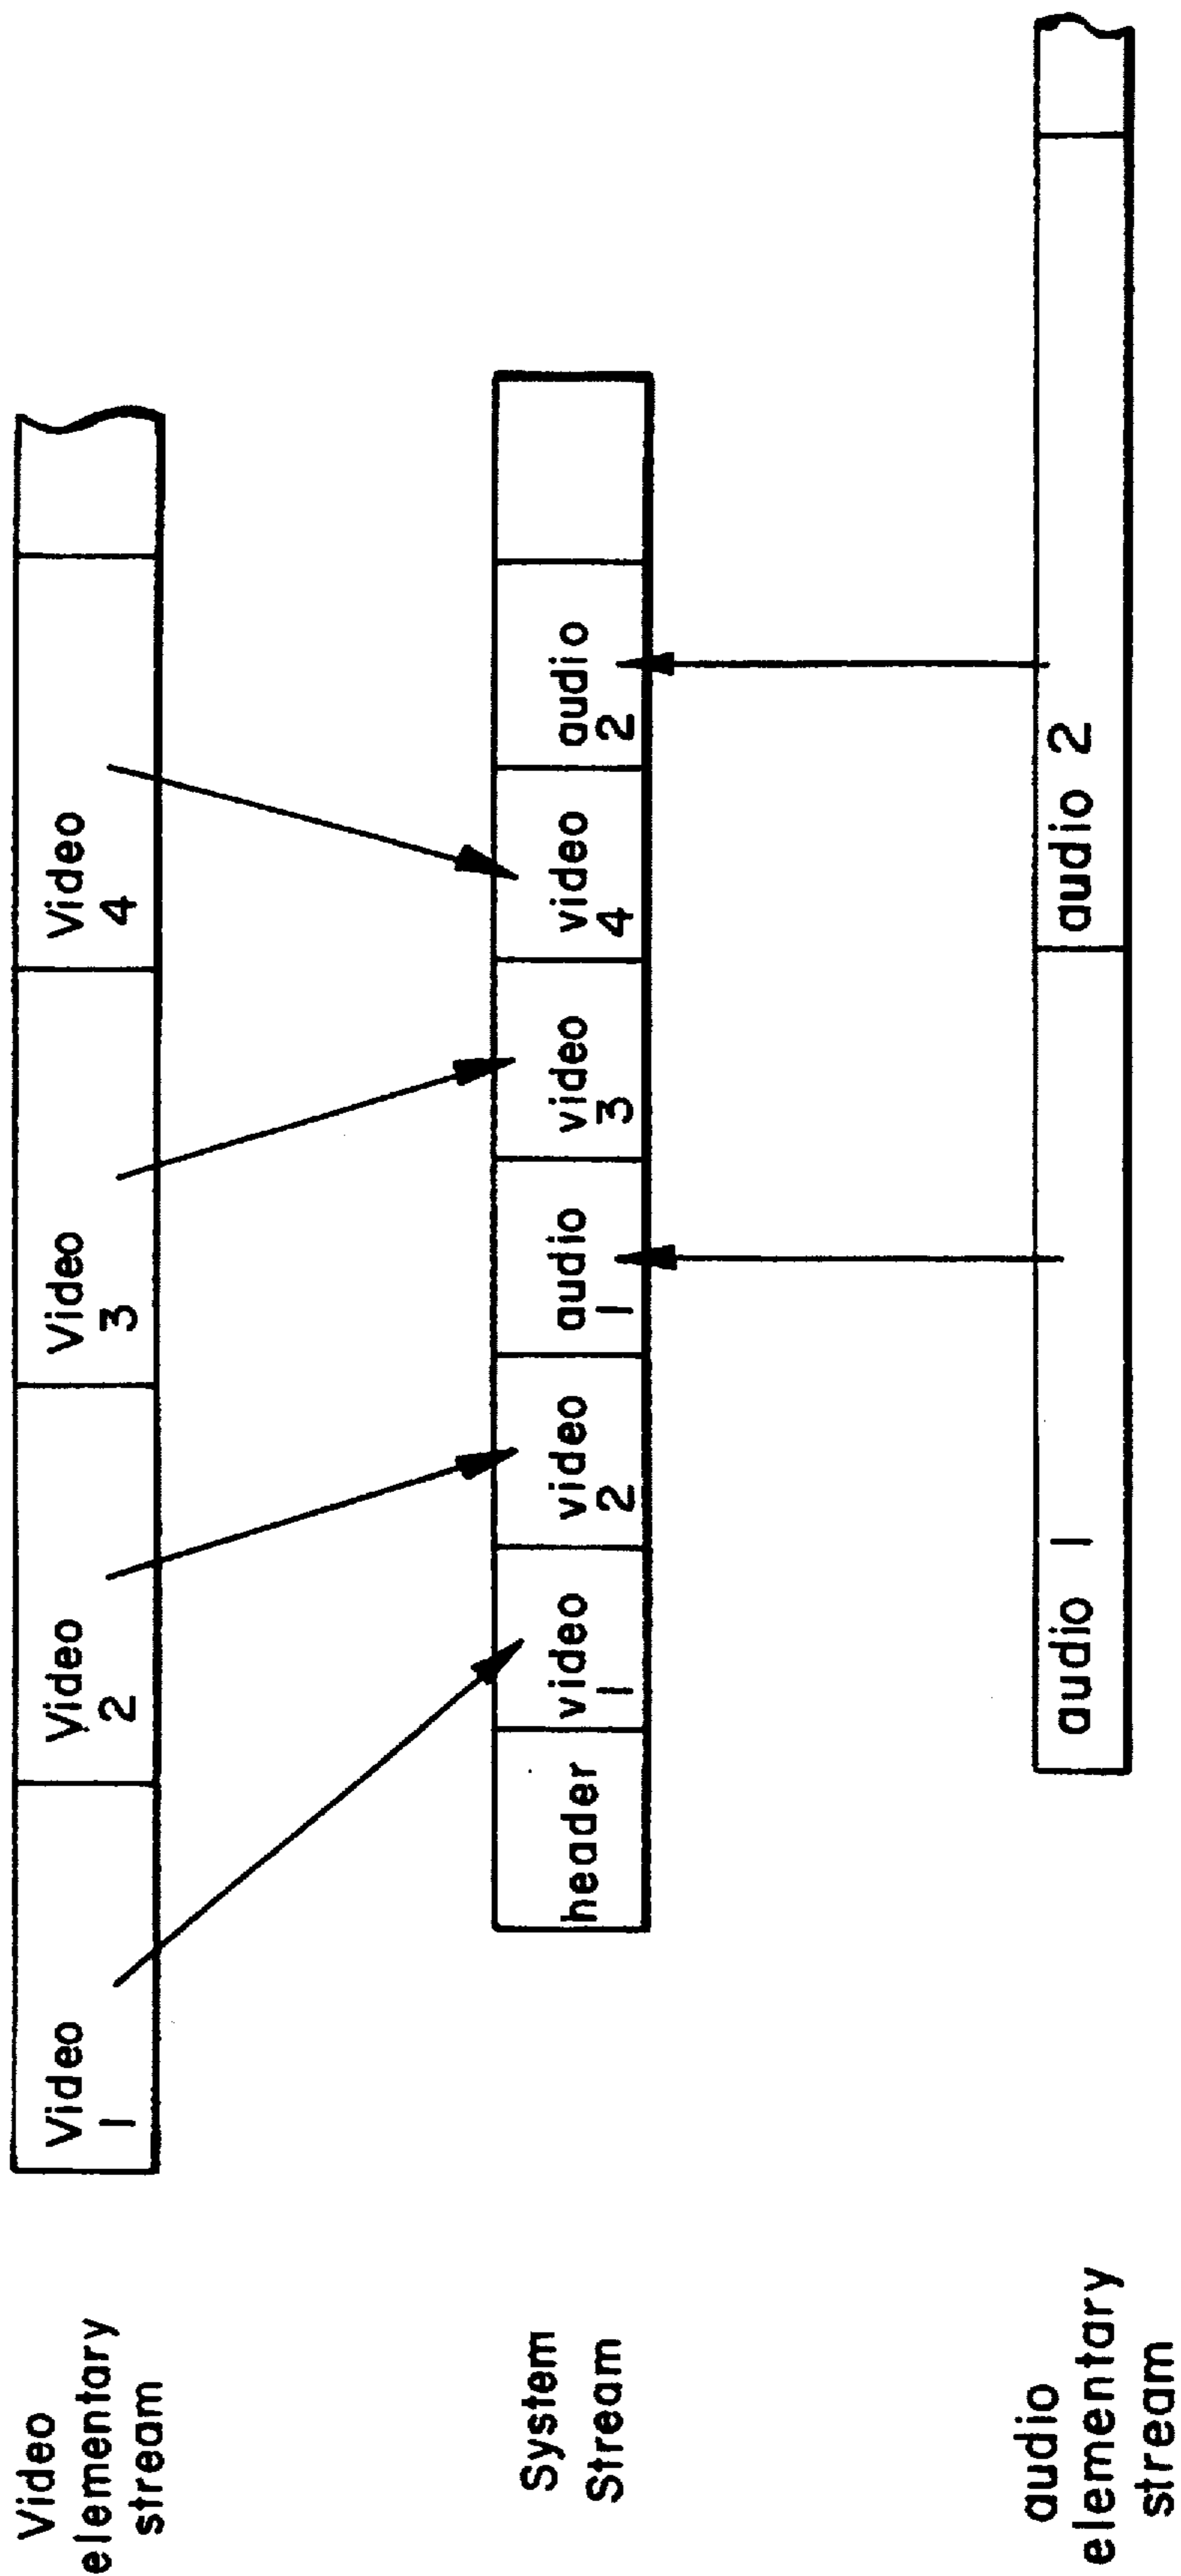 Video
elementary
stream
Video
1
Video
2
Video
3
Video
4
System
Stream
header
video
1
video
2
audio
1
video
3
video
4
audio
2
audio
elementary
stream
audio 1
audio 2